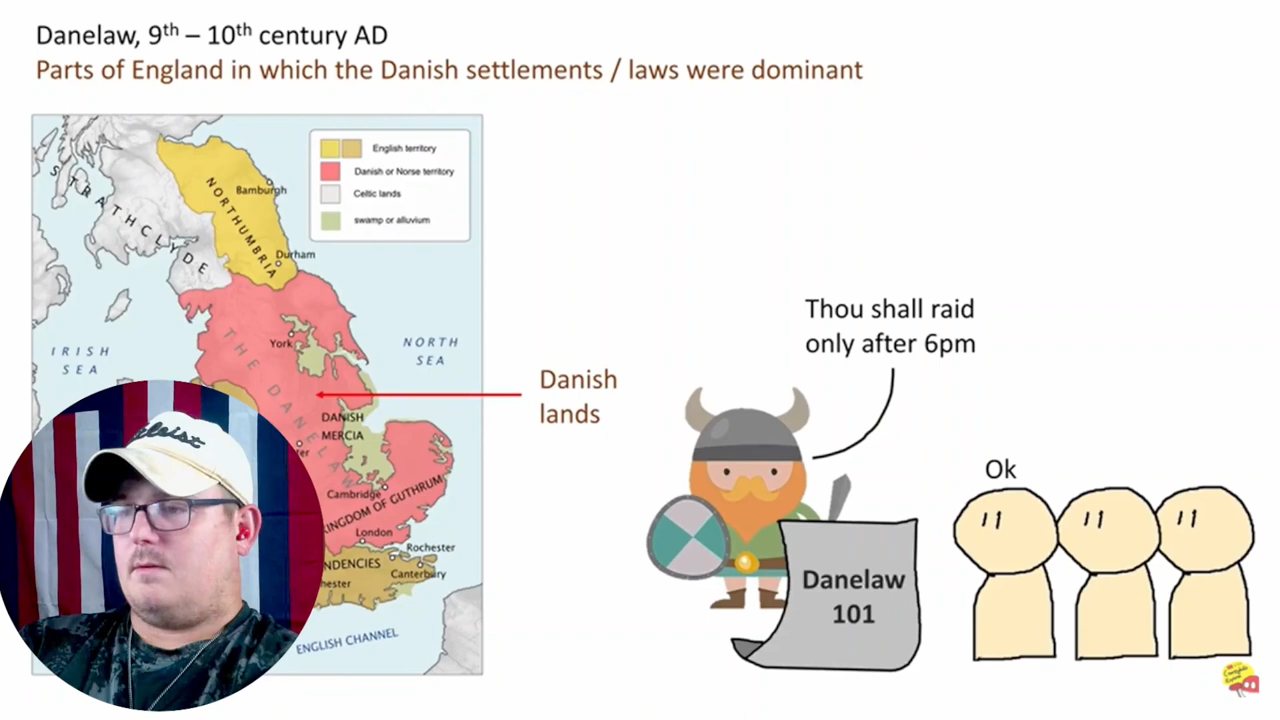 Danelaw, 9th – 10th century AD
Parts of England in which the Danish settlements / laws were dominant
English territory
Danish or Norse territory
Celtic lands
swamp or alluvium
STRATHCLYDE
NORTHUMBRIA
Bamburgh
Durham
IRISH
SEA
York
NORTH
SEA
THE DANELAW
DANISH
MERCIA
Cambridge
KINGDOM OF GUTHRUM
London
Rochester
NDENCIES
Canterbury
hester
ENGLISH CHANNEL
Danish
lands
Thou shall raid
only after 6pm
Ok
Danelaw
101